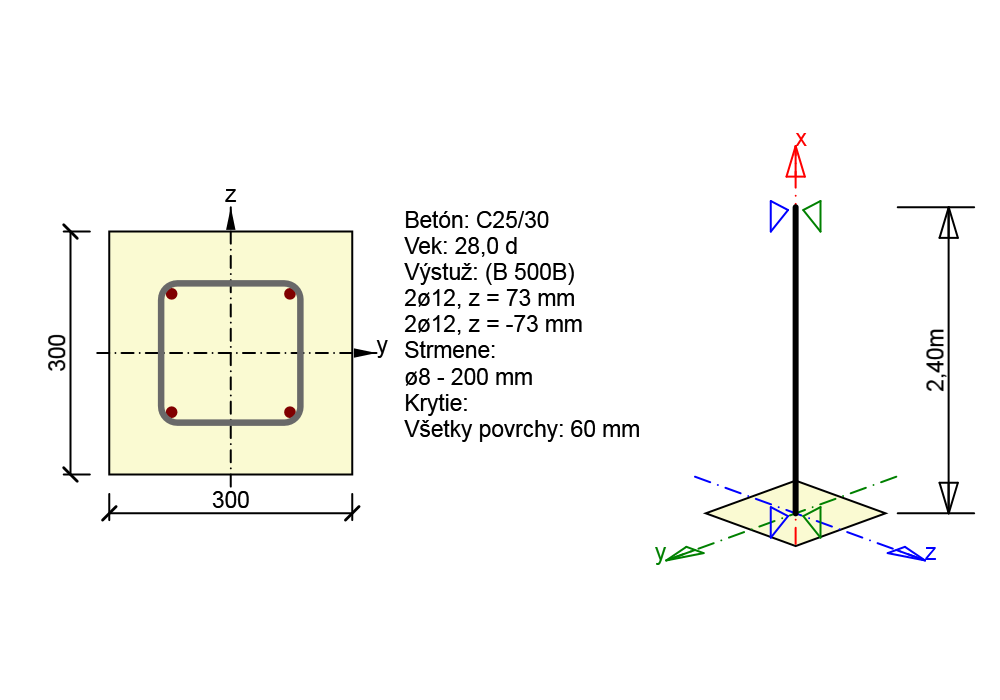 z
y
300
300
Betón: C25/30
Vek: 28,0 d
Výstuž: (B 500B)
2ø12, z = 73 mm
2ø12, z = -73 mm
Strmene:
ø8 - 200 mm
Krytie:
Všetky povrchy: 60 mm
x
2,40m
y
z